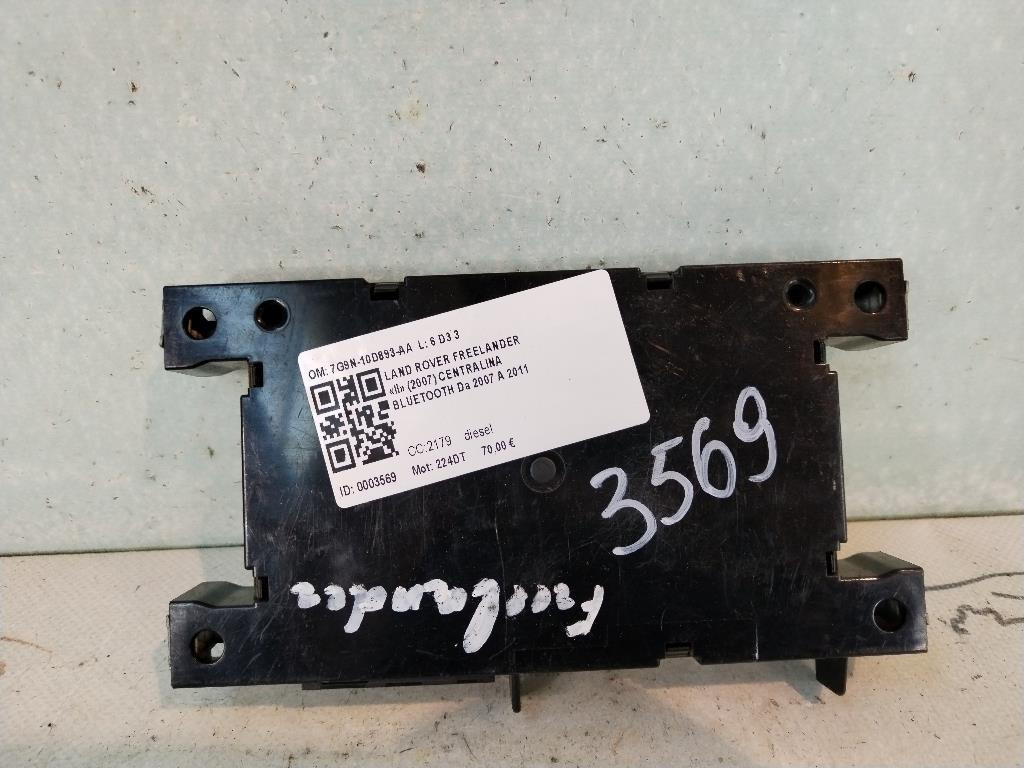 OM: 7G9N-10D893-AA L: 6 D3 3
LAND ROVER FREELANDER
«II» (2007) CENTRALINA
BLUETOOTH Da 2007 A 2011
CC:2179 diesel
ID: 0003569 Mot: 224DT 70,00 €
3569
Freelander